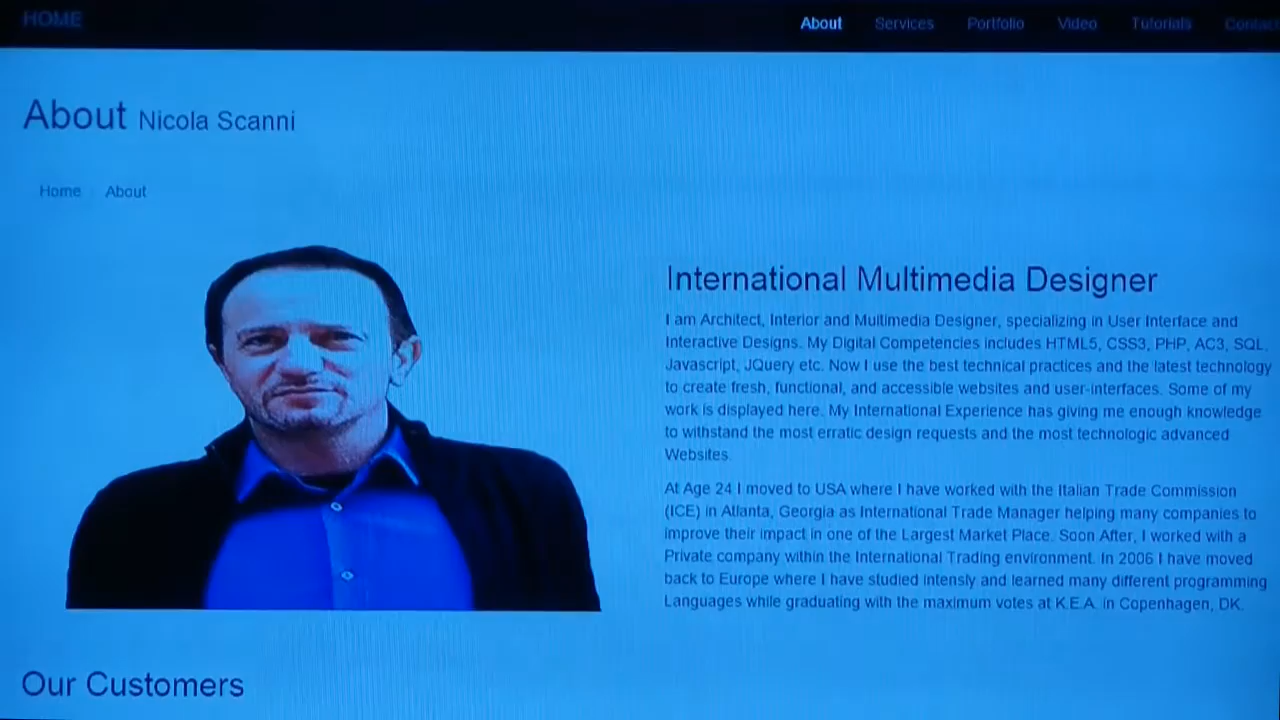 HOME
About Services Portfolio Video Tutorials
About Nicola Scanni
Home About
International Multimedia Designer
I am Architect, Interior and Multimedia Designer, specializing in User Interface and
Interactive Designs. My Digital Competencies includes HTML5, CSS3, PHP, AC3, SQL,
Javascript, JQuery etc. Now I use the best technical practices and the latest technology
to create fresh, functional, and accessible websites and user-interfaces. Some of my
work is displayed here. My International Experience has giving me enough knowledge
to withstand the most erratic design requests and the most technologic advanced
Websites.
At Age 24 I moved to USA where I have worked with the Italian Trade Commission
(ICE) in Atlanta, Georgia as International Trade Manager helping many companies to
improve their impact in one of the Largest Market Place. Soon After, I worked with a
Private company within the International Trading environment. In 2006 I have moved
back to Europe where I have studied intensly and learned many different programming
Languages while graduating with the maximum votes at K.E.A. in Copenhagen, DK.
Our Customers